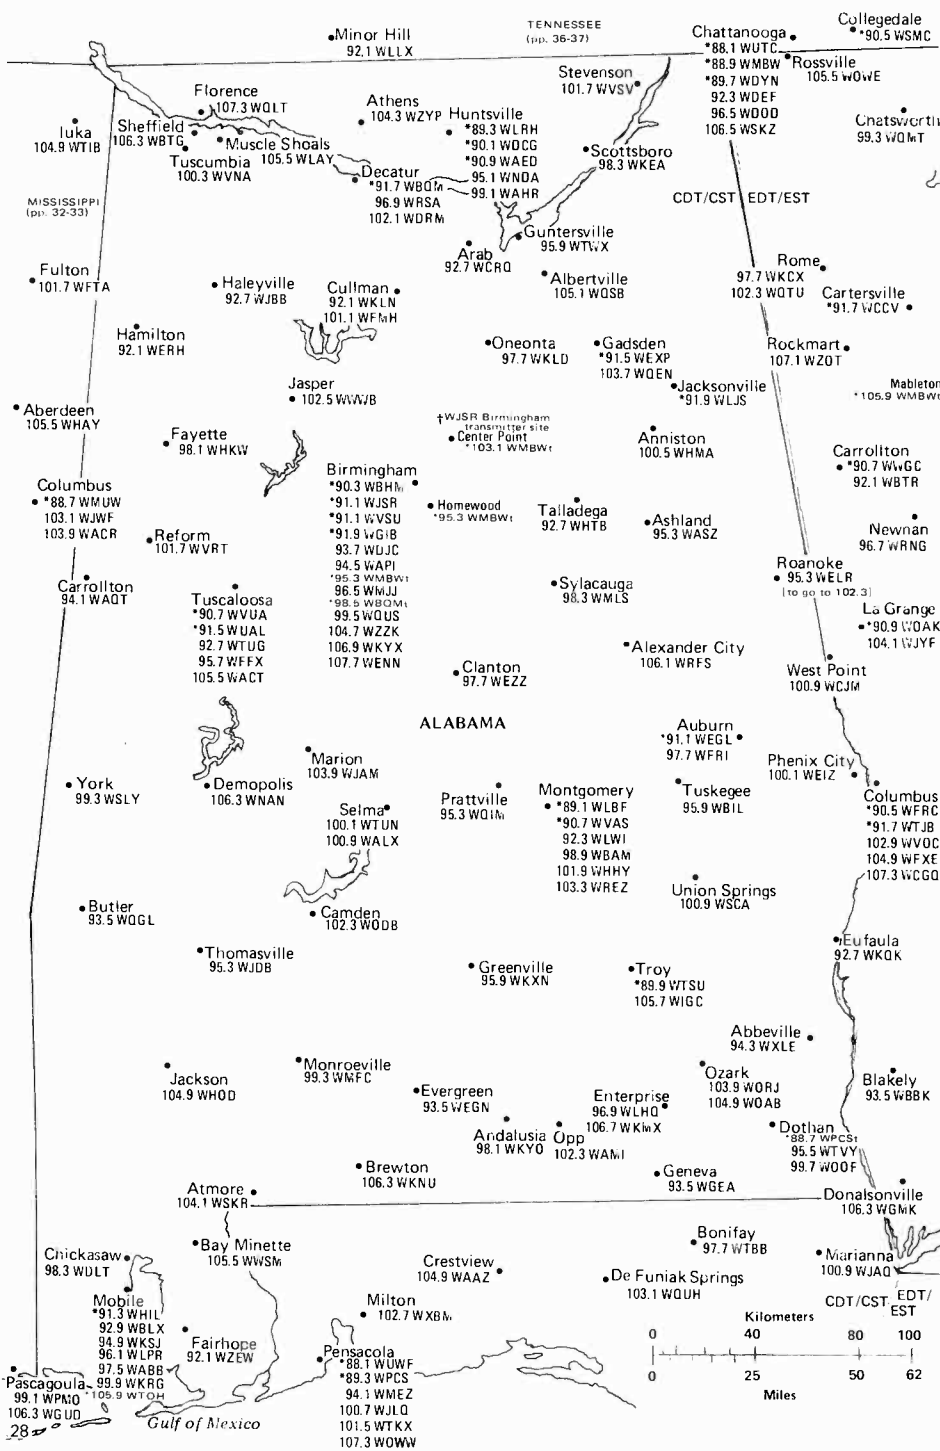 TENNESSEE
(pp. 36-37)
Minor Hill
92.1 WLLX
Chattanooga
*88.1 WUTC
*88.9 WMBW
*89.7 WDYN
92.3 WDEF
96.5 WDOD
106.5 WSKZ
Collegedale
*90.5 WSMC
Rossville
105.5 WOWE
Stevenson
101.7 WVSV
Florence
107.3 WQLT
Athens
104.3 WZYP
Huntsville
*89.3 WLRH
*90.1 WOCG
*90.9 WAED
95.1 WNDA
99.1 WAHR
Chatsworth
99.3 WQMT
Iuka
104.9 WTIB
Sheffield
106.3 WBTG
Muscle Shoals
105.5 WLAY
Tuscumbia
100.3 WVNA
Scottsboro
98.3 WKEA
Decatur
*91.7 WBQM
96.9 WRSA
102.1 WDRM
MISSISSIPPI
(pp. 32-33)
CDT/CST EDT/EST
Guntersville
95.9 WTWX
Arab
92.7 WCRQ
Rome
97.7 WKCX
102.3 WQTU
Fulton
101.7 WFTA
Haleyville
92.7 WJBB
Cullman
92.1 WKLN
101.1 WFMH
Albertville
105.1 WQSB
Cartersville
*91.7 WCCV
Hamilton
92.1 WERH
Oneonta
97.7 WKLD
Gadsden
*91.5 WEXP
103.7 WQEN
Rockmart
107.1 WZOT
Jasper
102.5 WWWB
Jacksonville
*91.9 WLJS
Mableton
*105.9 WMBWt
Aberdeen
105.5 WHAY
†WJSR Birmingham
transmitter site
Center Point
*103.1 WMBWt
Fayette
98.1 WHKW
Anniston
100.5 WHMA
Carrollton
*90.7 WWGC
92.1 WBTR
Birmingham
*90.3 WBHM
*91.1 WJSR
*91.1 WVSU
*91.9 WGIB
93.7 WDJC
94.5 WAPI
*95.3 WMBWt
96.5 WMJJ
*98.5 WBQMt
99.5 WQUS
104.7 WZZK
106.9 WKYX
107.7 WENN
Columbus
*88.7 WMUW
103.1 WJWF
103.9 WACR
Homewood
*95.3 WMBWt
Talladega
92.7 WHTB
Ashland
95.3 WASZ
Newnan
96.7 WRNG
Reform
101.7 WVRT
Roanoke
95.3 WELR
[to go to 102.3]
Carrollton
94.1 WAQT
Tuscaloosa
*90.7 WVUA
*91.5 WUAL
92.7 WTUG
95.7 WFFX
105.5 WACT
Sylacauga
98.3 WMLS
La Grange
*90.9 WOAK
104.1 WJYF
Alexander City
106.1 WRFS
Clanton
97.7 WEZZ
West Point
100.9 WCJM
ALABAMA
Auburn
*91.1 WEGL
97.7 WFRI
Marion
103.9 WJAM
Phenix City
100.1 WEIZ
York
99.3 WSLY
Demopolis
106.3 WNAN
Prattville
95.3 WQIM
Montgomery
*89.1 WLBF
*90.7 WVAS
92.3 WLWI
98.9 WBAM
101.9 WHHY
103.3 WREZ
Tuskegee
95.9 WBIL
Columbus
*90.5 WFRC
*91.7 WTJB
102.9 WVOC
104.9 WFXE
107.3 WCGQ
Selma
100.1 WTUN
100.9 WALX
Union Springs
100.9 WSCA
Butler
93.5 WQGL
Camden
102.3 WODB
Eufaula
92.7 WKQK
Thomasville
95.3 WJDB
Greenville
95.9 WKXN
Troy
*89.9 WTSU
105.7 WIGC
Abbeville
94.3 WXLE
Jackson
104.9 WHOD
Monroeville
99.3 WMFC
Ozark
103.9 WORJ
104.9 WOAB
Blakely
93.5 WBBK
Evergreen
93.5 WEGN
Enterprise
96.9 WLHQ
106.7 WKMX
Andalusia
98.1 WKYO
Opp
102.3 WAMI
Dothan
*88.7 WPCSt
95.5 WTVY
99.7 WOOF
Brewton
106.3 WKNU
Geneva
93.5 WGEA
Atmore
104.1 WSKR
Donalsonville
106.3 WGMK
Chickasaw
98.3 WDLT
Bay Minette
105.5 WWSM
Bonifay
97.7 WTBB
Crestview
104.9 WAAZ
Marianna
100.9 WJAQ
De Funiak Springs
103.1 WQUH
CDT/CST EDT/
EST
Mobile
*91.3 WHIL
92.9 WBLX
94.9 WKSJ
96.1 WLPR
97.5 WABB
99.9 WKRG
*105.9 WTOH
Milton
102.7 WXBM
Kilometers
0 40 80 100
0 25 50 62
Miles
Fairhope
92.1 WZEW
Pensacola
*88.1 WUWF
*89.3 WPCS
94.1 WMEZ
100.7 WJLQ
101.5 WTKX
107.3 WOWW
Pascagoula
99.1 WPMO
106.3 WGUD
Gulf of Mexico
28